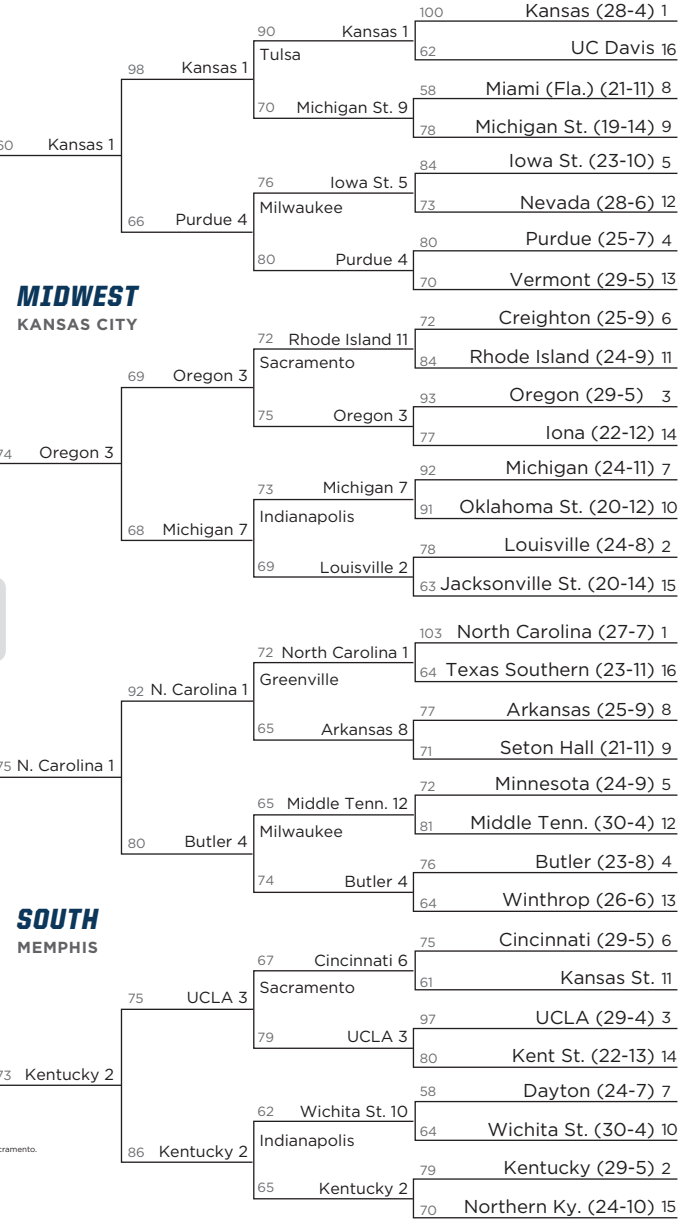 100 Kansas (28-4) 1
90 Kansas 1
62 UC Davis 16
Tulsa
98 Kansas 1
58 Miami (Fla.) (21-11) 8
70 Michigan St. 9
78 Michigan St. (19-14) 9
60 Kansas 1
84 Iowa St. (23-10) 5
76 Iowa St. 5
73 Nevada (28-6) 12
Milwaukee
66 Purdue 4
80 Purdue (25-7) 4
80 Purdue 4
70 Vermont (29-5) 13
MIDWEST
KANSAS CITY
72 Creighton (25-9) 6
72 Rhode Island 11
84 Rhode Island (24-9) 11
Sacramento
69 Oregon 3
93 Oregon (29-5) 3
75 Oregon 3
77 Iona (22-12) 14
74 Oregon 3
92 Michigan (24-11) 7
73 Michigan 7
91 Oklahoma St. (20-12) 10
Indianapolis
68 Michigan 7
78 Louisville (24-8) 2
69 Louisville 2
63 Jacksonville St. (20-14) 15
103 North Carolina (27-7) 1
72 North Carolina 1
64 Texas Southern (23-11) 16
Greenville
92 N. Carolina 1
77 Arkansas (25-9) 8
65 Arkansas 8
71 Seton Hall (21-11) 9
75 N. Carolina 1
72 Minnesota (24-9) 5
65 Middle Tenn. 12
81 Middle Tenn. (30-4) 12
Milwaukee
80 Butler 4
76 Butler (23-8) 4
74 Butler 4
64 Winthrop (26-6) 13
SOUTH
MEMPHIS
75 Cincinnati (29-5) 6
67 Cincinnati 6
61 Kansas St. 11
Sacramento
75 UCLA 3
97 UCLA (29-4) 3
79 UCLA 3
80 Kent St. (22-13) 14
73 Kentucky 2
58 Dayton (24-7) 7
62 Wichita St. 10
64 Wichita St. (30-4) 10
Indianapolis
cramento.
86 Kentucky 2
79 Kentucky (29-5) 2
65 Kentucky 2
70 Northern Ky. (24-10) 15